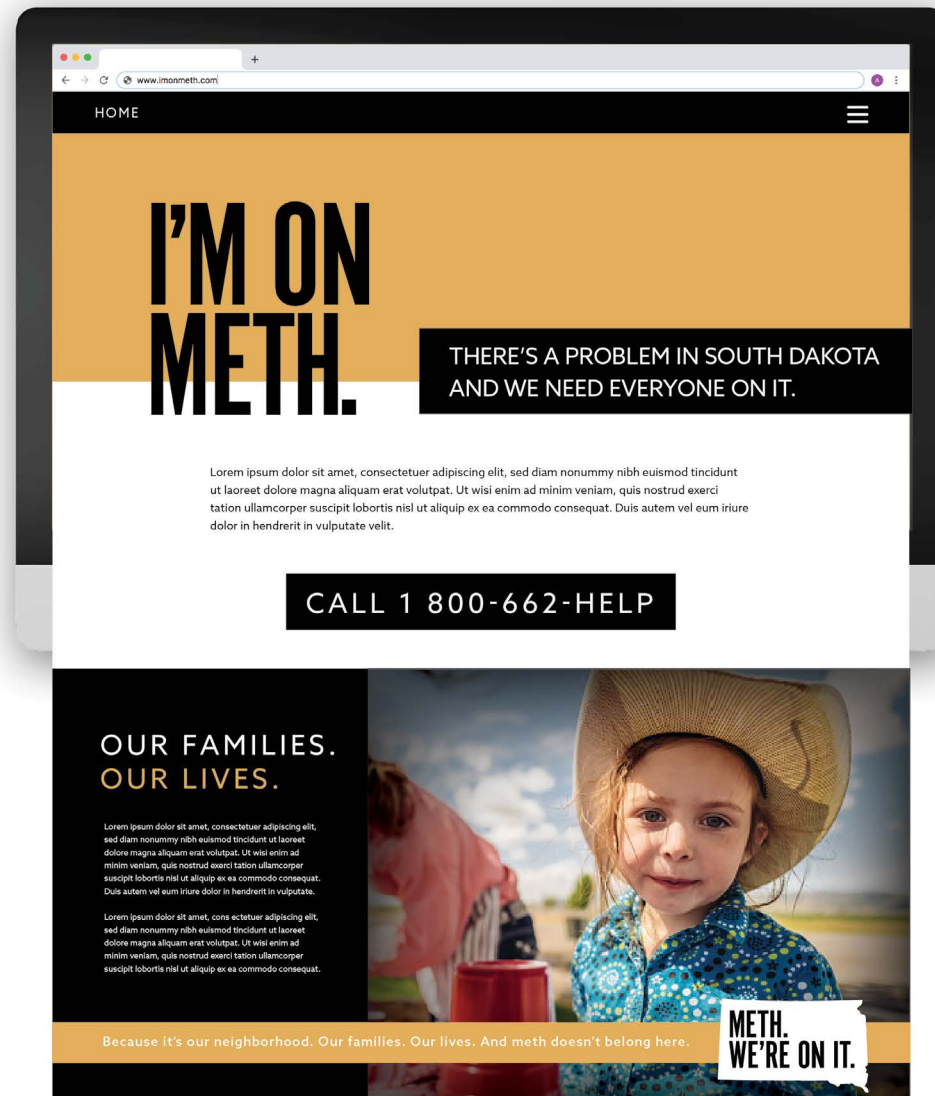 +
www.imonmeth.com
A
HOME
I'M ON
METH.
THERE'S A PROBLEM IN SOUTH DAKOTA
AND WE NEED EVERYONE ON IT.
Lorem ipsum dolor sit amet, consectetuer adipiscing elit, sed diam nonummy nibh euismod tincidunt
ut laoreet dolore magna aliquam erat volutpat. Ut wisi enim ad minim veniam, quis nostrud exerci
tation ullamcorper suscipit lobortis nisl ut aliquip ex ea commodo consequat. Duis autem vel eum iriure
dolor in hendrerit in vulputate velit.
CALL 1 800-662-HELP
OUR FAMILIES.
OUR LIVES.
Lorem ipsum dolor sit amet, consectetuer adipiscing elit,
sed diam nonummy nibh euismod tincidunt ut laoreet
dolore magna aliquam erat volutpat. Ut wisi enim ad
minim veniam, quis nostrud exerci tation ullamcorper
suscipit lobortis nisl ut aliquip ex ea commodo consequat.
Duis autem vel eum iriure dolor in hendrerit in vulputate.
Lorem ipsum dolor sit amet, cons ectetuer adipiscing elit,
sed diam nonummy nibh euismod tincidunt ut laoreet
dolore magna aliquam erat volutpat. Ut wisi enim ad
minim veniam, quis nostrud exerci tation ullamcorper
suscipit lobortis nisl ut aliquip ex ea commodo consequat.
Because it's our neighborhood. Our families. Our lives. And meth doesn't belong here.
METH.
WE'RE ON IT.